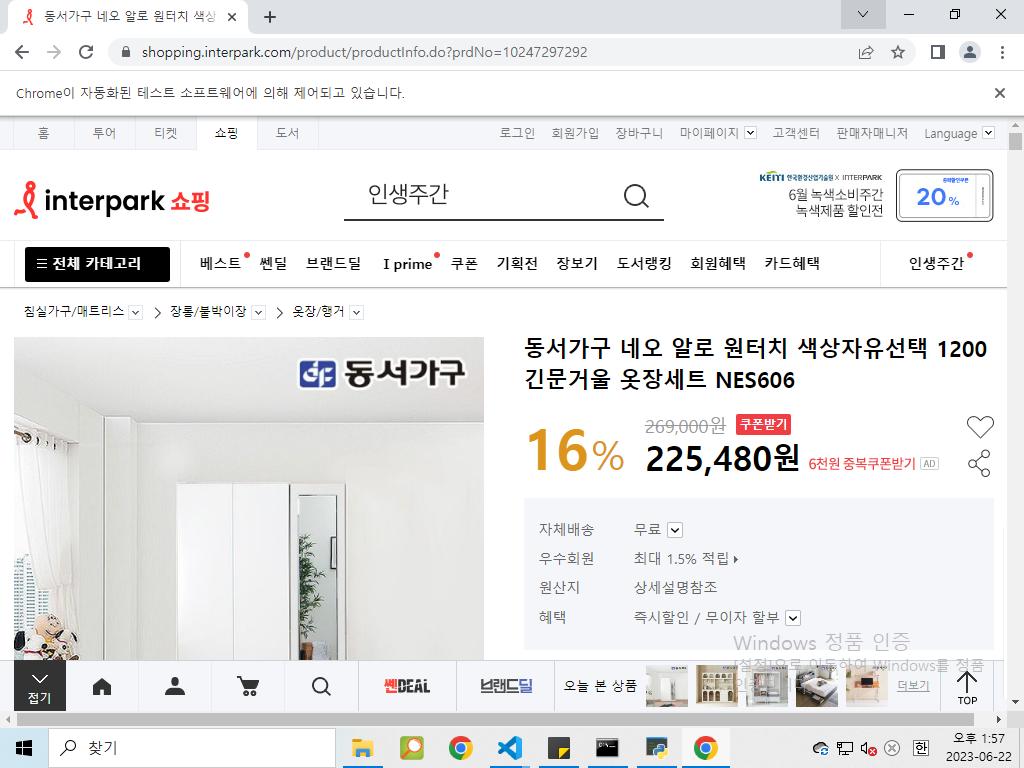 동서가구 네오 알로 원터치 색상
shopping.interpark.com/product/productInfo.do?prdNo=10247297292
Chrome이 자동화된 테스트 소프트웨어에 의해 제어되고 있습니다.
홈 투어 티켓 쇼핑 도서 로그인 회원가입 장바구니 마이페이지 고객센터 판매자매니저 Language
interpark 쇼핑
인생주간
KEITI 한국환경산업기술원 X INTERPARK
6월 녹색소비주간
녹색제품 할인전
중복할인쿠폰
20%
전체 카테고리 베스트 쎈딜 브랜드딜 I prime 쿠폰 기획전 장보기 도서랭킹 회원혜택 카드혜택 인생주간
침실가구/매트리스 장롱/붙박이장 옷장/행거
동서가구
동서가구 네오 알로 원터치 색상자유선택 1200
긴문거울 옷장세트 NES606
16%
269,000원 쿠폰받기
225,480원 6천원 중복쿠폰받기 AD
자체배송 무료
우수회원 최대 1.5% 적립
원산지 상세설명참조
혜택 즉시할인 / 무이자 할부
Windows 정품 인증
[설정]으로 이동하여 Windows를 정품
접기
쎈DEAL
브랜드딜
오늘 본 상품
더보기
TOP
찾기
한
오후 1:57
2023-06-22